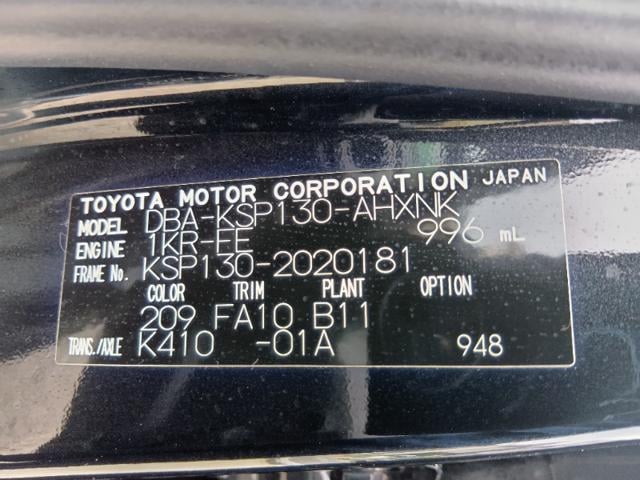 TOYOTA MOTOR CORPORATION JAPAN
MODEL DBA-KSP130-AHXNK
ENGINE 1KR-FE 996 mL
FRAME No. KSP130-2020181
COLOR TRIM PLANT OPTION
209 FA10 B11
TRANS./AXLE K410 -01A 948